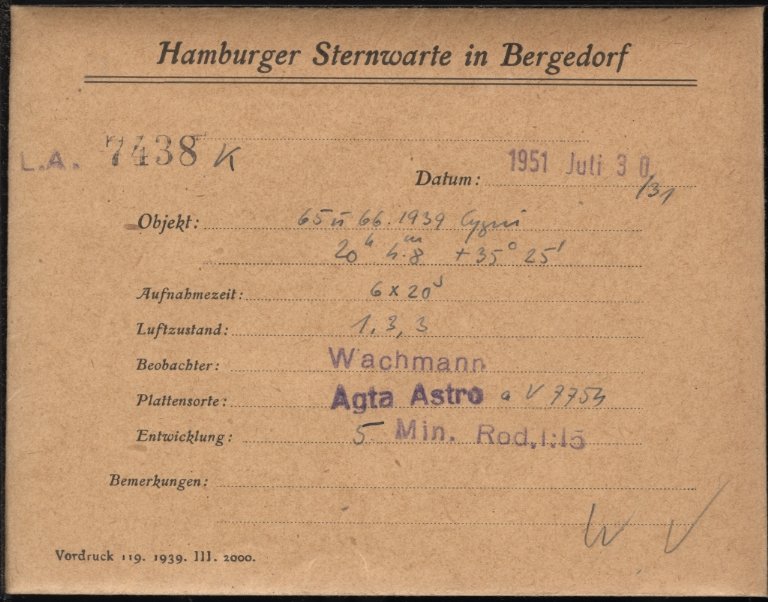 Hamburger Sternwarte in Bergedorf
L.A. 7438 K
Datum: 1951 Juli 30/31
Objekt: 65 u 66.1939 Cygni
20h 4.m8 +35° 25'
Aufnahmezeit: 6 x 20s
Luftzustand: 1, 3, 3
Beobachter: Wachmann
Plattensorte: Agfa Astro a V 7754
Entwicklung: 5 Min. Rod. 1:15
Bemerkungen:
W
Vordruck 119. 1939. III. 2000.